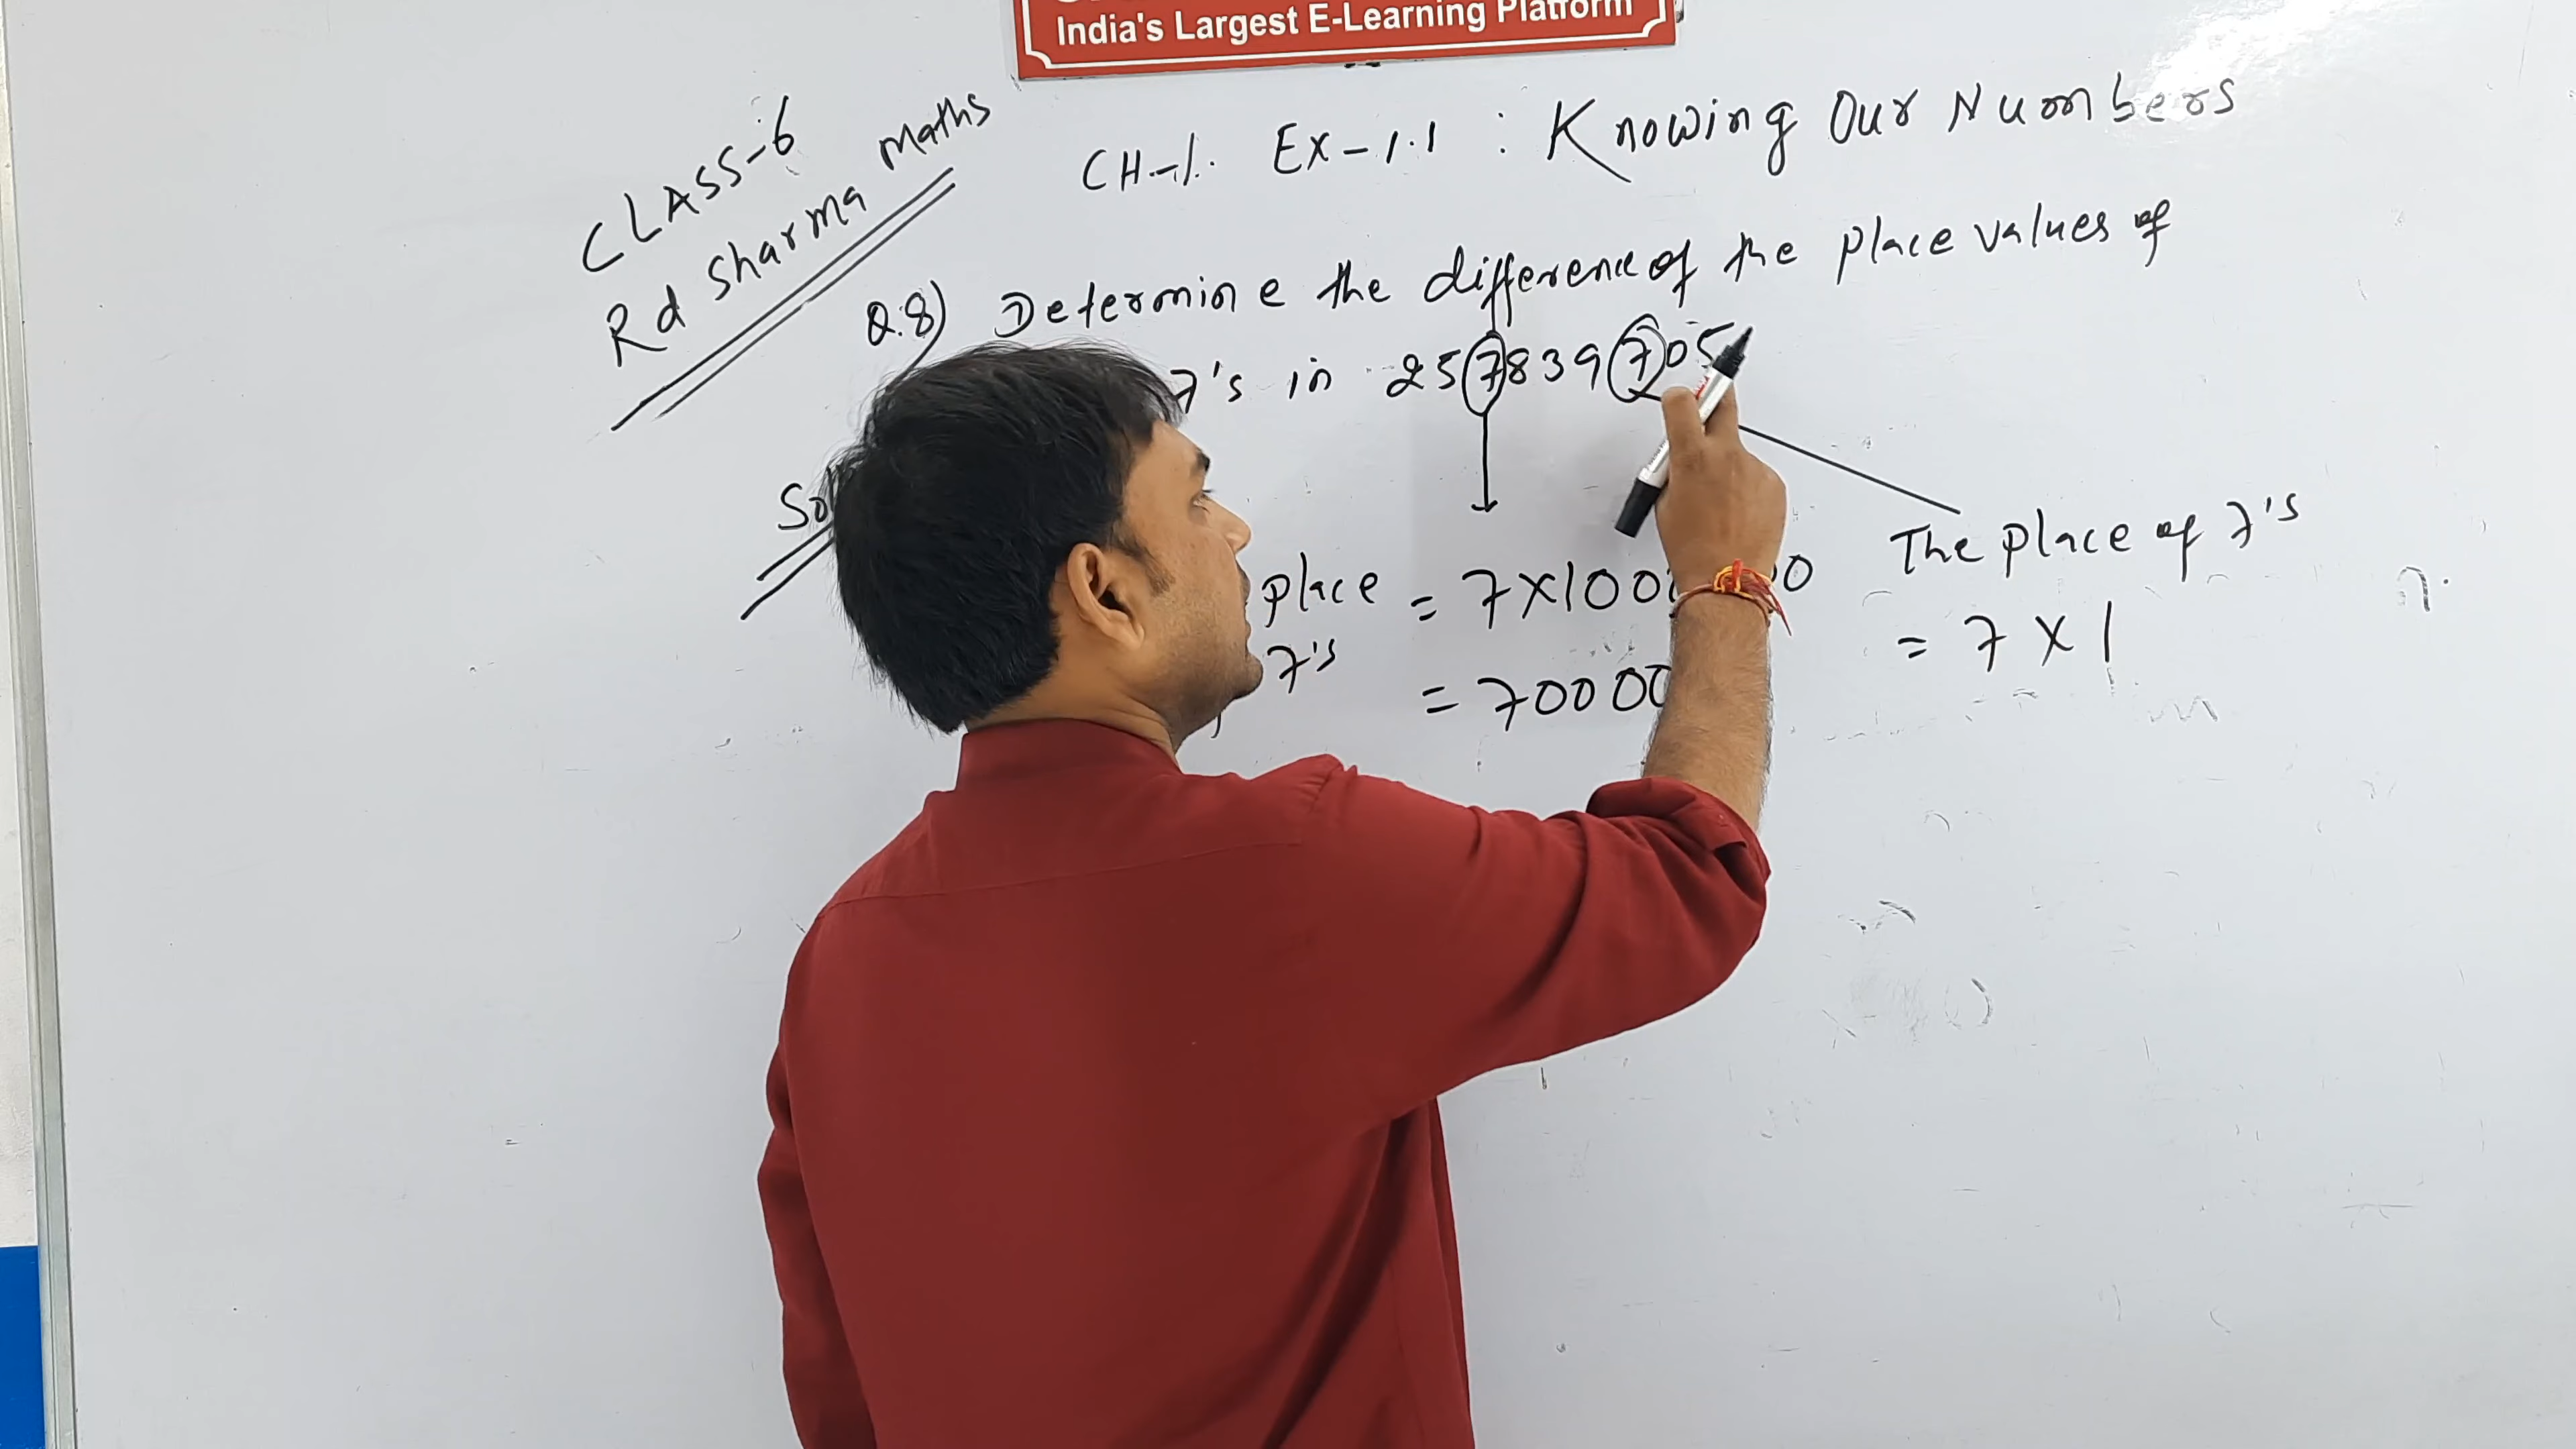 India's Largest E-Learning Platform
CLASS-6
Rd Sharma Maths
CH-1. Ex-1.1 : Knowing Our Numbers
Q.8) Determine the difference of the place values of
7's in 257839705
Sol
place = 7×100 0
7's
= 70000
The place of 7's
= 7×1